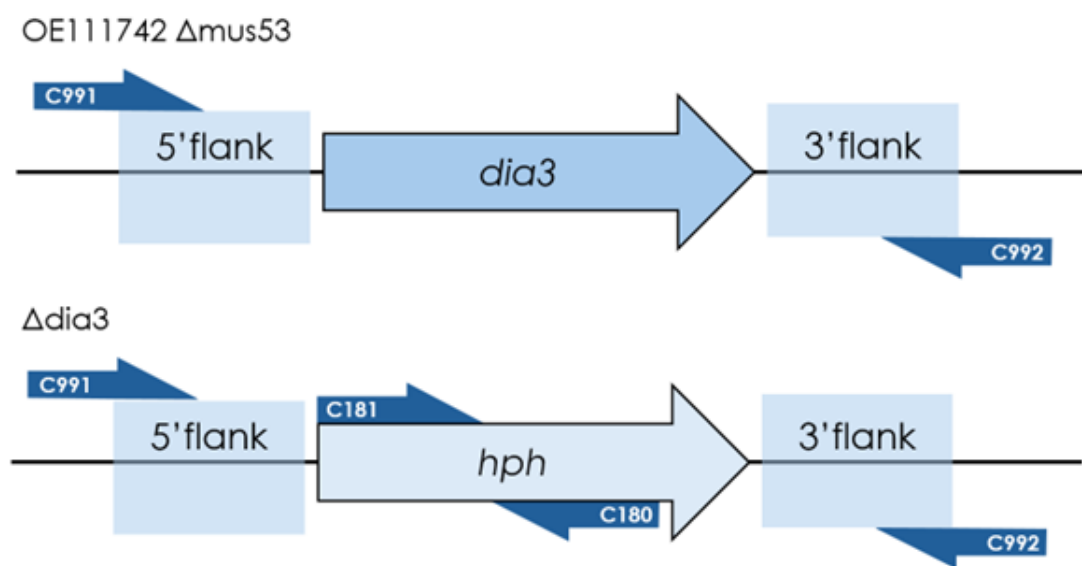 OE111742 Δmus53
C991
5’flank
dia3
3’flank
C992
Δdia3
C991
C181
5’flank
hph
3’flank
C180
C992